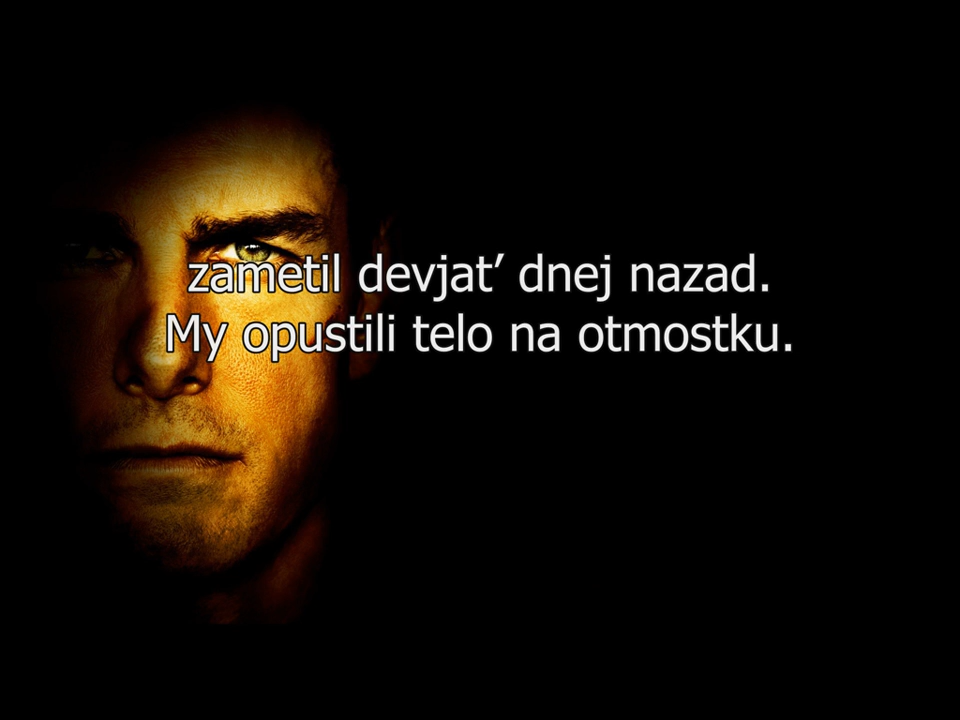 zametil devjat’ dnej nazad.
My opustili telo na otmostku.